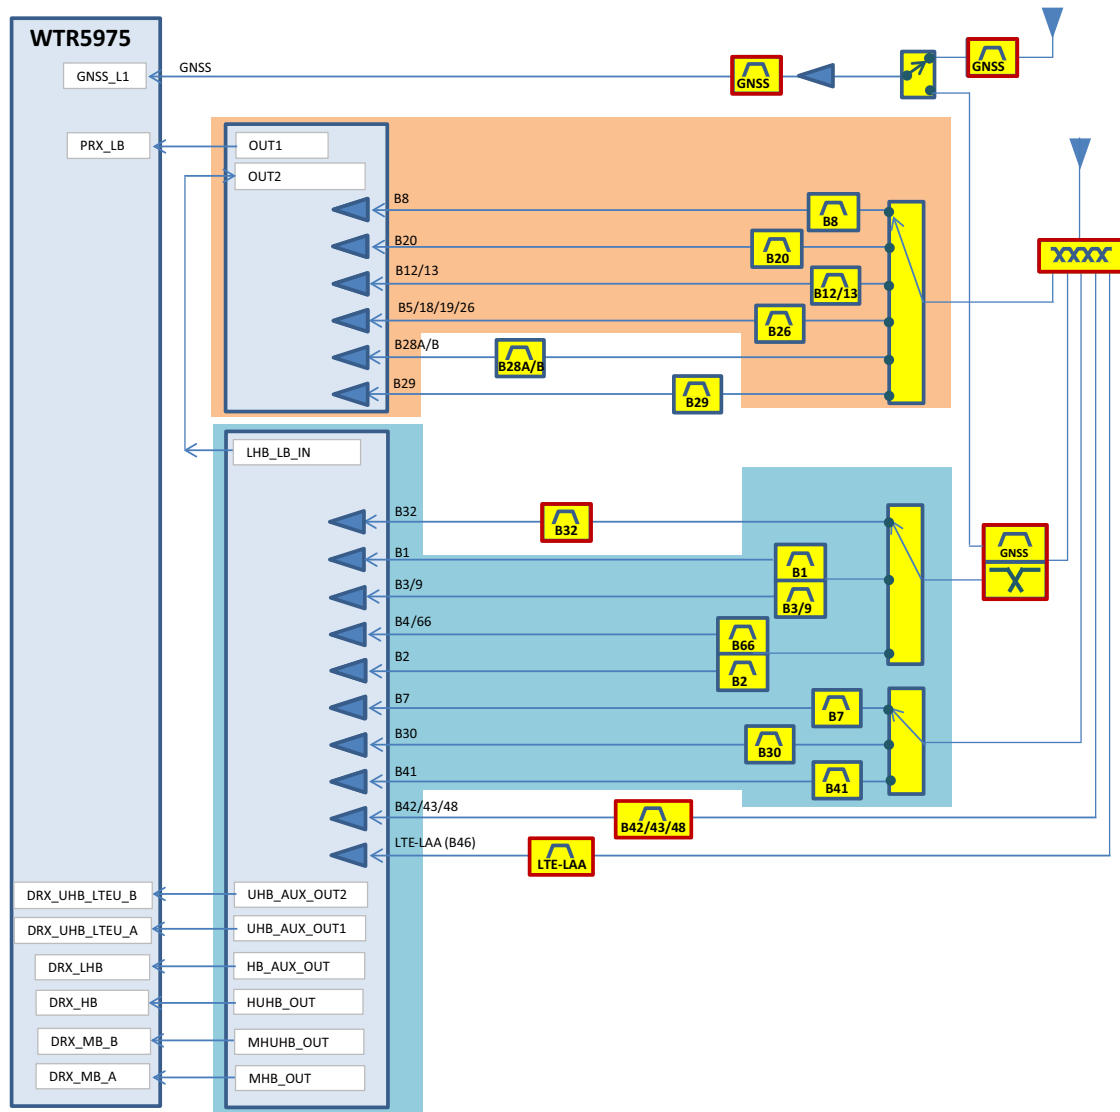 WTR5975
GNSS_L1
GNSS
GNSS
GNSS
PRX_LB
OUT1
OUT2
B8
B8
B20
B20
B12/13
B12/13
B5/18/19/26
B26
B28A/B
B28A/B
B29
B29
XXXX
LHB_LB_IN
B32
B32
B1
B1
B3/9
B3/9
GNSS
X
B4/66
B66
B2
B2
B7
B7
B30
B30
B41
B41
B42/43/48
B42/43/48
LTE-LAA (B46)
LTE-LAA
DRX_UHB_LTEU_B
UHB_AUX_OUT2
DRX_UHB_LTEU_A
UHB_AUX_OUT1
DRX_LHB
HB_AUX_OUT
DRX_HB
HUHB_OUT
DRX_MB_B
MHUHB_OUT
DRX_MB_A
MHB_OUT